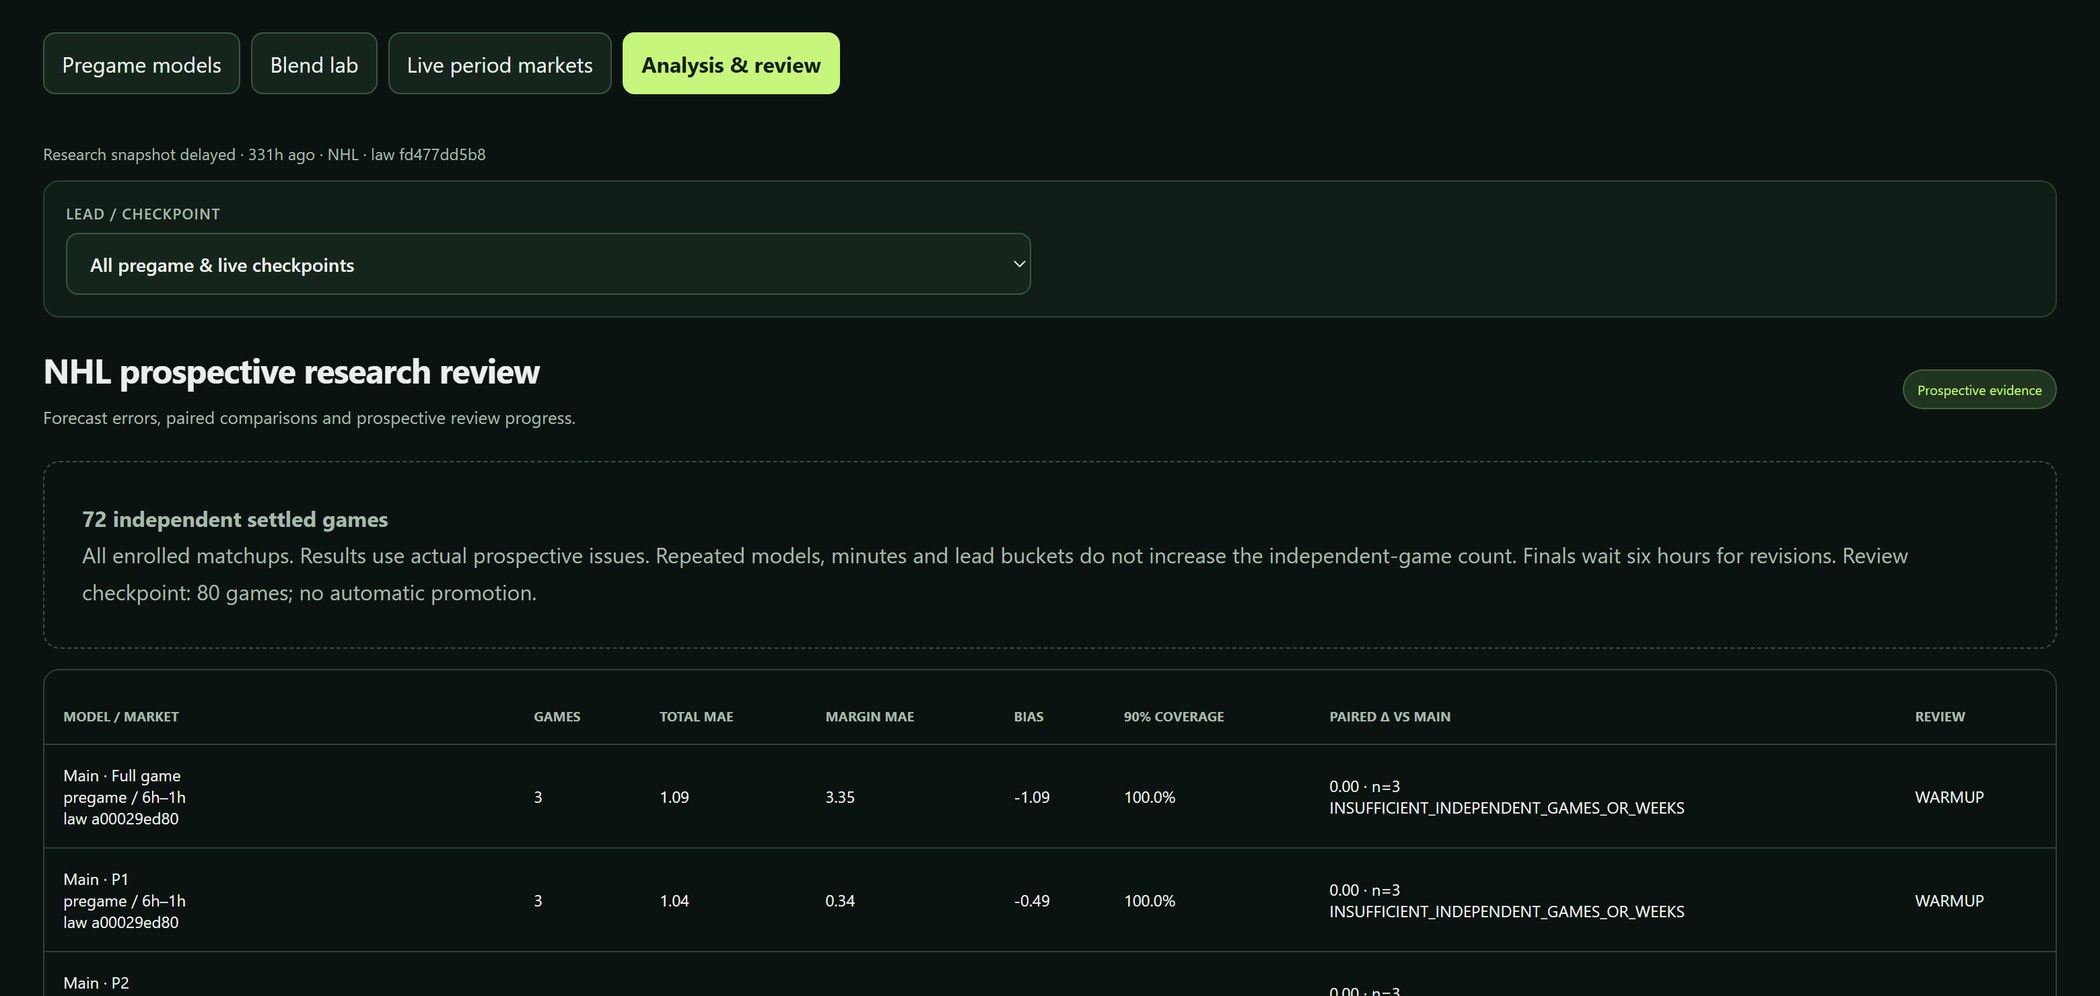 Pregame models
Blend lab
Live period markets
Analysis & review
Research snapshot delayed · 331h ago · NHL · law fd477dd5b8
LEAD / CHECKPOINT
All pregame & live checkpoints
NHL prospective research review
Prospective evidence
Forecast errors, paired comparisons and prospective review progress.
72 independent settled games
All enrolled matchups. Results use actual prospective issues. Repeated models, minutes and lead buckets do not increase the independent-game count. Finals wait six hours for revisions. Review
checkpoint: 80 games; no automatic promotion.
MODEL / MARKET GAMES TOTAL MAE MARGIN MAE BIAS 90% COVERAGE PAIRED Δ VS MAIN REVIEW
Main · Full game
pregame / 6h–1h
law a00029ed80
3 1.09 3.35 -1.09 100.0%
0.00 · n=3
INSUFFICIENT_INDEPENDENT_GAMES_OR_WEEKS
WARMUP
Main · P1
pregame / 6h–1h
law a00029ed80
3 1.04 0.34 -0.49 100.0%
0.00 · n=3
INSUFFICIENT_INDEPENDENT_GAMES_OR_WEEKS
WARMUP
Main · P2
0.00 · n=3